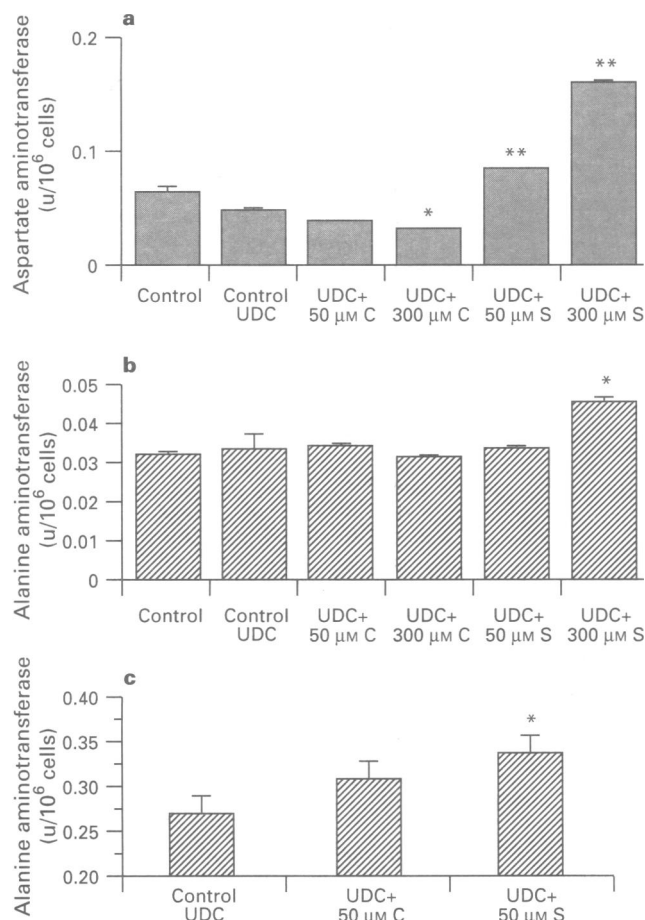 a
Aspartate aminotransferase
(u/10⁶ cells)
0.2
0.1
0
**
*
**
Control
Control
UDC
UDC+
50 μM C
UDC+
300 μM C
UDC+
50 μM S
UDC+
300 μM S
b
Alanine aminotransferase
(u/10⁶ cells)
0.05
0.04
0.03
0.02
0.01
0
*
Control
Control
UDC
UDC+
50 μM C
UDC+
300 μM C
UDC+
50 μM S
UDC+
300 μM S
c
Alanine aminotransferase
(u/10⁶ cells)
0.40
0.35
0.30
0.25
0.20
*
Control
UDC
UDC+
50 μM C
UDC+
50 μM S